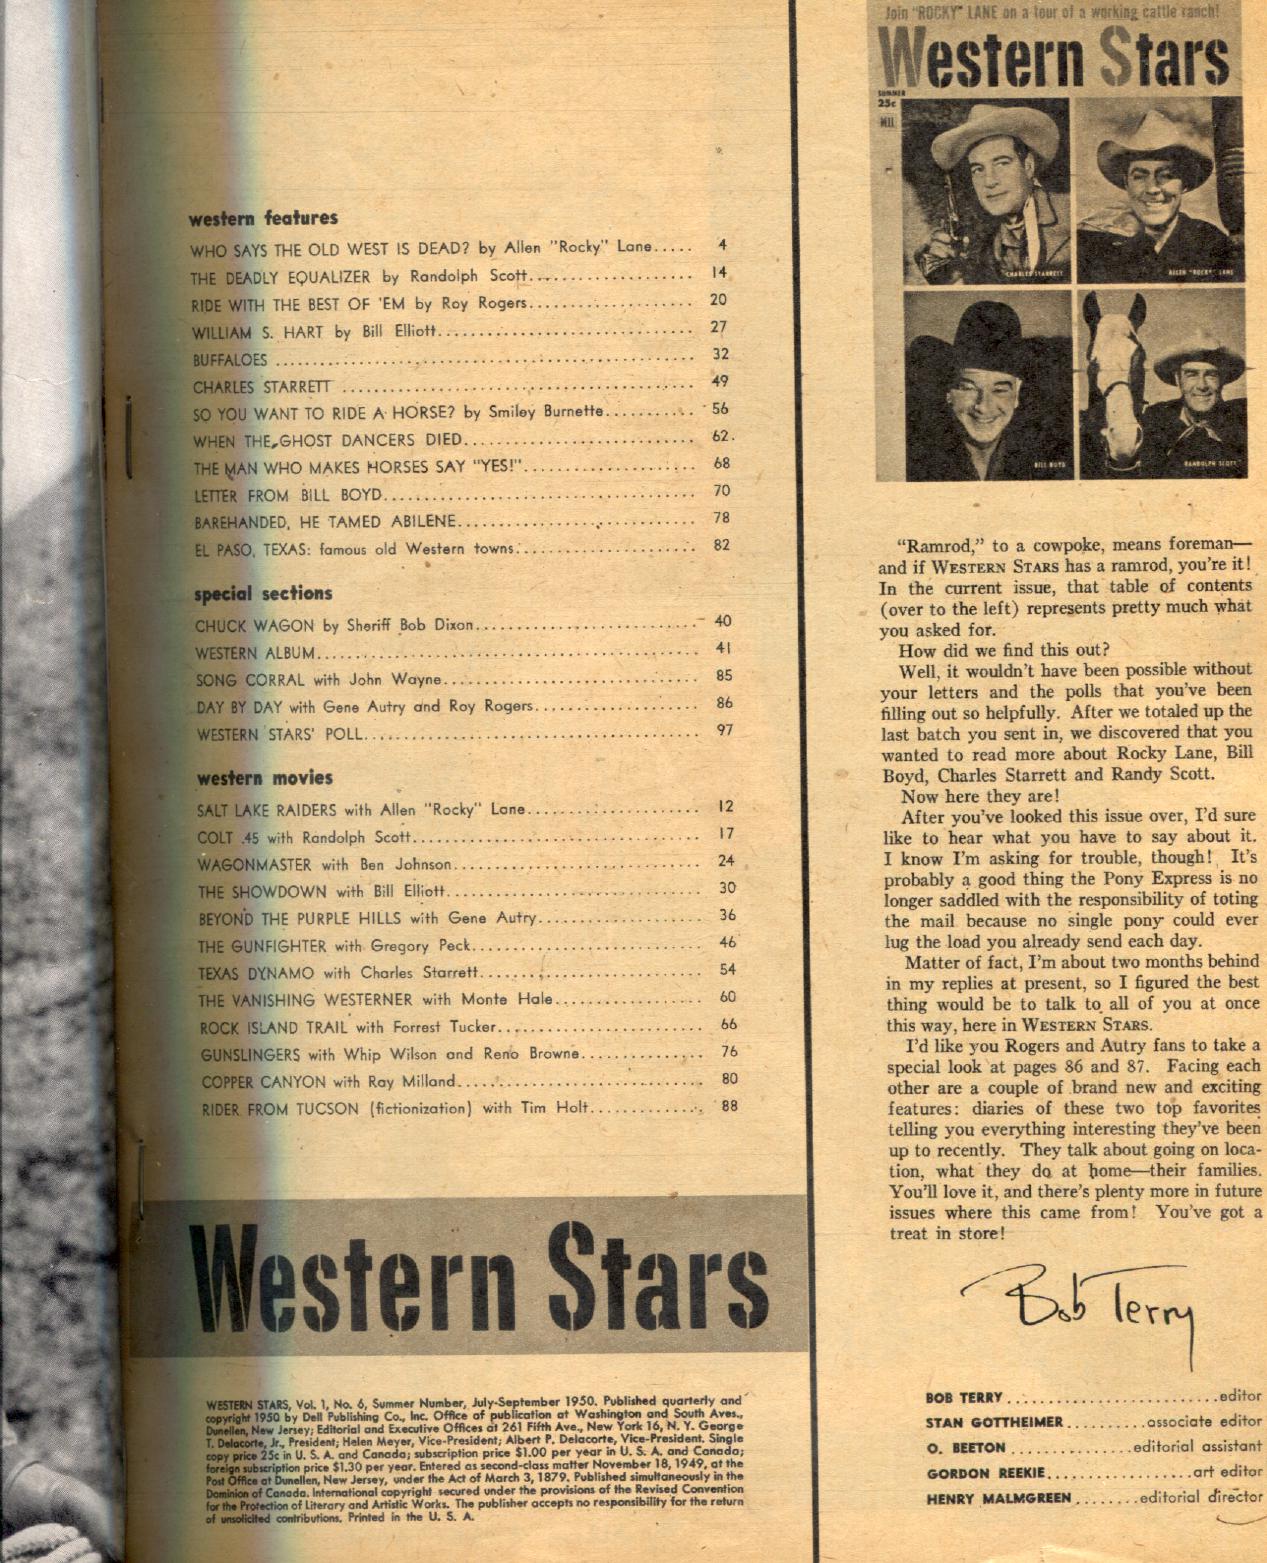 western features
WHO SAYS THE OLD WEST IS DEAD? by Allen "Rocky" Lane..... 4
THE DEADLY EQUALIZER by Randolph Scott.................... 14
RIDE WITH THE BEST OF 'EM by Roy Rogers.................... 20
WILLIAM S. HART by Bill Elliott............................... 27
BUFFALOES .................................................. 32
CHARLES STARRETT .......................................... 49
SO YOU WANT TO RIDE A HORSE? by Smiley Burnette.......... 56
WHEN THE GHOST DANCERS DIED............................ 62
THE MAN WHO MAKES HORSES SAY "YES!"..................... 68
LETTER FROM BILL BOYD..................................... 70
BAREHANDED, HE TAMED ABILENE............................ 78
EL PASO, TEXAS: famous old Western towns..................... 82
special sections
CHUCK WAGON by Sheriff Bob Dixon........................... 40
WESTERN ALBUM............................................. 41
SONG CORRAL with John Wayne............................... 85
DAY BY DAY with Gene Autry and Roy Rogers.................... 86
WESTERN STARS' POLL........................................ 97
western movies
SALT LAKE RAIDERS with Allen "Rocky" Lane..................... 12
COLT .45 with Randolph Scott.................................. 17
WAGONMASTER with Ben Johnson.............................. 24
THE SHOWDOWN with Bill Elliott............................... 30
BEYOND THE PURPLE HILLS with Gene Autry.................... 36
THE GUNFIGHTER with Gregory Peck............................ 46
TEXAS DYNAMO with Charles Starrett........................... 54
THE VANISHING WESTERNER with Monte Hale.................. 60
ROCK ISLAND TRAIL with Forrest Tucker......................... 66
GUNSLINGERS with Whip Wilson and Reno Browne............... 76
COPPER CANYON with Ray Milland.............................. 80
RIDER FROM TUCSON (fictionization) with Tim Holt.............. 88
Western Stars
WESTERN STARS, Vol. 1, No. 6, Summer Number, July-September 1950. Published quarterly and
copyright 1950 by Dell Publishing Co., Inc. Office of publication at Washington and South Aves.,
Dunellen, New Jersey; Editorial and Executive Offices at 261 Fifth Ave., New York 16, N. Y. George
T. Delacorte, Jr., President; Helen Meyer, Vice-President; Albert P. Delacorte, Vice-President. Single
copy price 25c in U. S. A. and Canada; subscription price $1.00 per year in U. S. A. and Canada;
foreign subscription price $1.30 per year. Entered as second-class matter November 18, 1949, at the
Post Office at Dunellen, New Jersey, under the Act of March 3, 1879. Published simultaneously in the
Dominion of Canada. International copyright secured under the provisions of the Revised Convention
for the Protection of Literary and Artistic Works. The publisher accepts no responsibility for the return
of unsolicited contributions. Printed in the U. S. A.
Join "ROCKY" LANE on a tour of a working cattle ranch!
Western Stars
SUMMER
25c
CHARLES STARRETT
ALLEN "ROCKY" LANE
BILL BOYD
RANDOLPH SCOTT
"Ramrod," to a cowpoke, means foreman—
and if WESTERN STARS has a ramrod, you're it!
In the current issue, that table of contents
(over to the left) represents pretty much what
you asked for.
How did we find this out?
Well, it wouldn't have been possible without
your letters and the polls that you've been
filling out so helpfully. After we totaled up the
last batch you sent in, we discovered that you
wanted to read more about Rocky Lane, Bill
Boyd, Charles Starrett and Randy Scott.
Now here they are!
After you've looked this issue over, I'd sure
like to hear what you have to say about it.
I know I'm asking for trouble, though! It's
probably a good thing the Pony Express is no
longer saddled with the responsibility of toting
the mail because no single pony could ever
lug the load you already send each day.
Matter of fact, I'm about two months behind
in my replies at present, so I figured the best
thing would be to talk to all of you at once
this way, here in WESTERN STARS.
I'd like you Rogers and Autry fans to take a
special look at pages 86 and 87. Facing each
other are a couple of brand new and exciting
features: diaries of these two top favorites
telling you everything interesting they've been
up to recently. They talk about going on loca-
tion, what they do at home—their families.
You'll love it, and there's plenty more in future
issues where this came from! You've got a
treat in store!
Bob Terry
BOB TERRY..........................editor
STAN GOTTHEIMER.........associate editor
O. BEETON .............editorial assistant
GORDON REEKIE..................art editor
HENRY MALMGREEN........editorial director